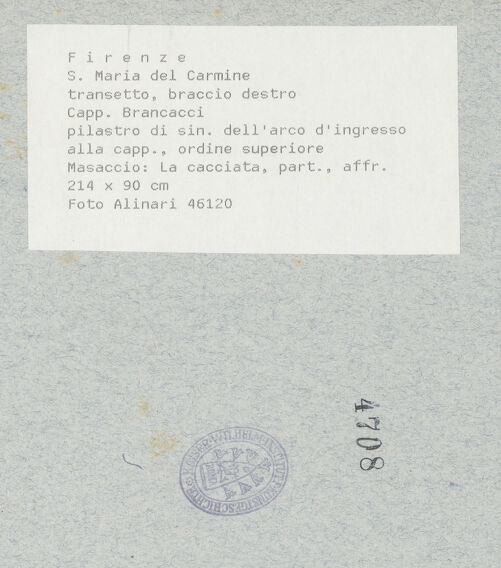 F i r e n z e
S. Maria del Carmine
transetto, braccio destro
Capp. Brancacci
pilastro di sin. dell'arco d'ingresso
alla capp., ordine superiore
Masaccio: La cacciata, part., affr.
214 x 90 cm
Foto Alinari 46120
4708